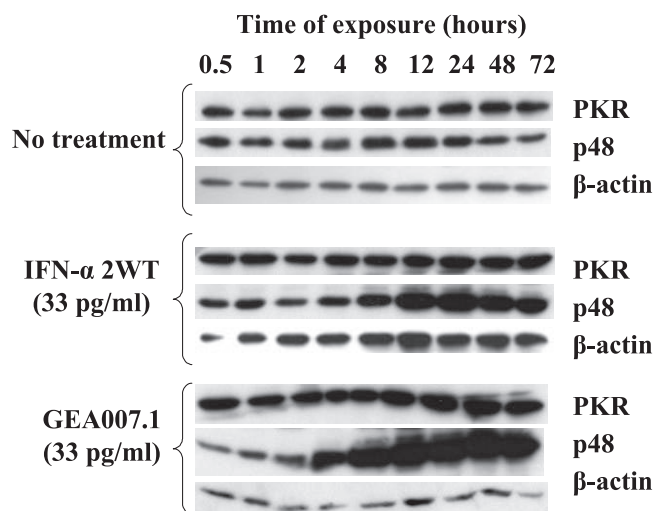 Time of exposure (hours)
0.5 1 2 4 8 12 24 48 72
No treatment
PKR
p48
β-actin
IFN-α 2WT
(33 pg/ml)
PKR
p48
β-actin
GEA007.1
(33 pg/ml)
PKR
p48
β-actin